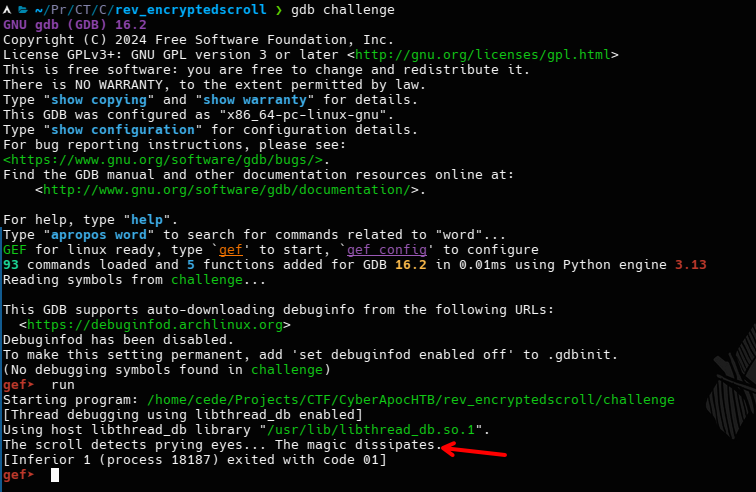 ~/Pr/CT/C/rev_encryptedscroll ❯ gdb challenge
GNU gdb (GDB) 16.2
Copyright (C) 2024 Free Software Foundation, Inc.
License GPLv3+: GNU GPL version 3 or later <http://gnu.org/licenses/gpl.html>
This is free software: you are free to change and redistribute it.
There is NO WARRANTY, to the extent permitted by law.
Type "show copying" and "show warranty" for details.
This GDB was configured as "x86_64-pc-linux-gnu".
Type "show configuration" for configuration details.
For bug reporting instructions, please see:
<https://www.gnu.org/software/gdb/bugs/>.
Find the GDB manual and other documentation resources online at:
    <http://www.gnu.org/software/gdb/documentation/>.

For help, type "help".
Type "apropos word" to search for commands related to "word"...
GEF for linux ready, type `gef' to start, `gef config' to configure
93 commands loaded and 5 functions added for GDB 16.2 in 0.01ms using Python engine 3.13
Reading symbols from challenge...

This GDB supports auto-downloading debuginfo from the following URLs:
  <https://debuginfod.archlinux.org>
Debuginfod has been disabled.
To make this setting permanent, add 'set debuginfod enabled off' to .gdbinit.
(No debugging symbols found in challenge)
gef➤  run
Starting program: /home/cede/Projects/CTF/CyberApocHTB/rev_encryptedscroll/challenge
[Thread debugging using libthread_db enabled]
Using host libthread_db library "/usr/lib/libthread_db.so.1".
The scroll detects prying eyes... The magic dissipates.
[Inferior 1 (process 18187) exited with code 01]
gef➤